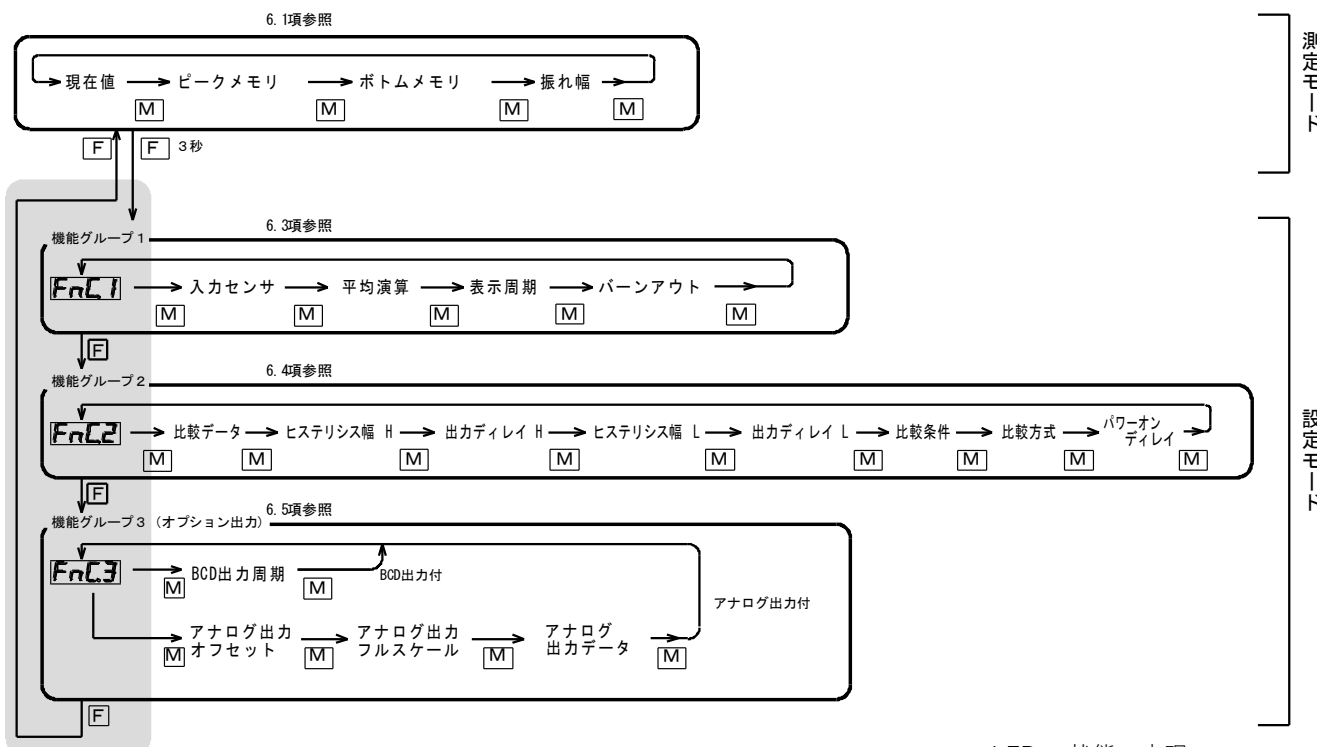 6.1項参照
現在値 ピークメモリ ボトムメモリ 振れ幅
M M M M
F F 3秒
測定モード
6.3項参照
機能グループ1
FnC.1 入力センサ 平均演算 表示周期 バーンアウト
M M M M M
F
6.4項参照
機能グループ2
FnC.2 比較データ ヒステリシス幅 H 出力ディレイ H ヒステリシス幅 L 出力ディレイ L 比較条件 比較方式 パワーオン
ディレイ
M M M M M M M M M
F
設定モード
6.5項参照
機能グループ3 (オプション出力)
FnC.3 BCD出力周期 BCD出力付
M M
アナログ出力付
アナログ出力 アナログ出力 アナログ
オフセット フルスケール 出力データ
M M M M
F